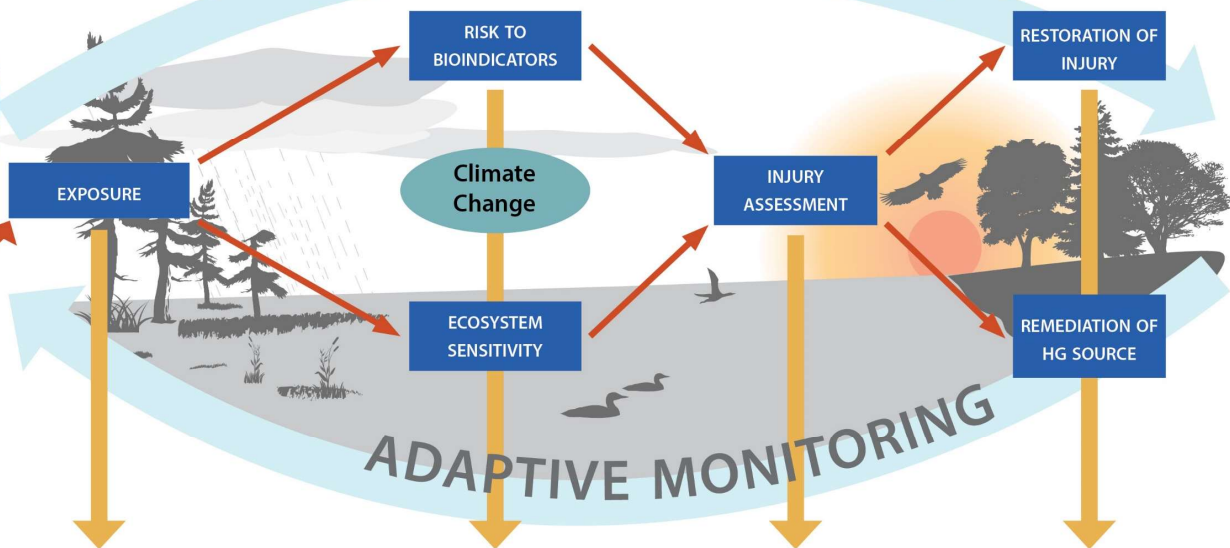 RISK TO
BIOINDICATORS
RESTORATION OF
INJURY
EXPOSURE
Climate
Change
INJURY
ASSESSMENT
ECOSYSTEM
SENSITIVITY
REMEDIATION OF
HG SOURCE
ADAPTIVE MONITORING